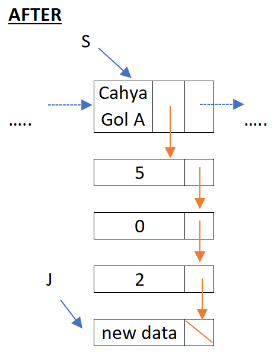 AFTER
S
Cahya
Gol A
..... .....
5
0
2
J
new data